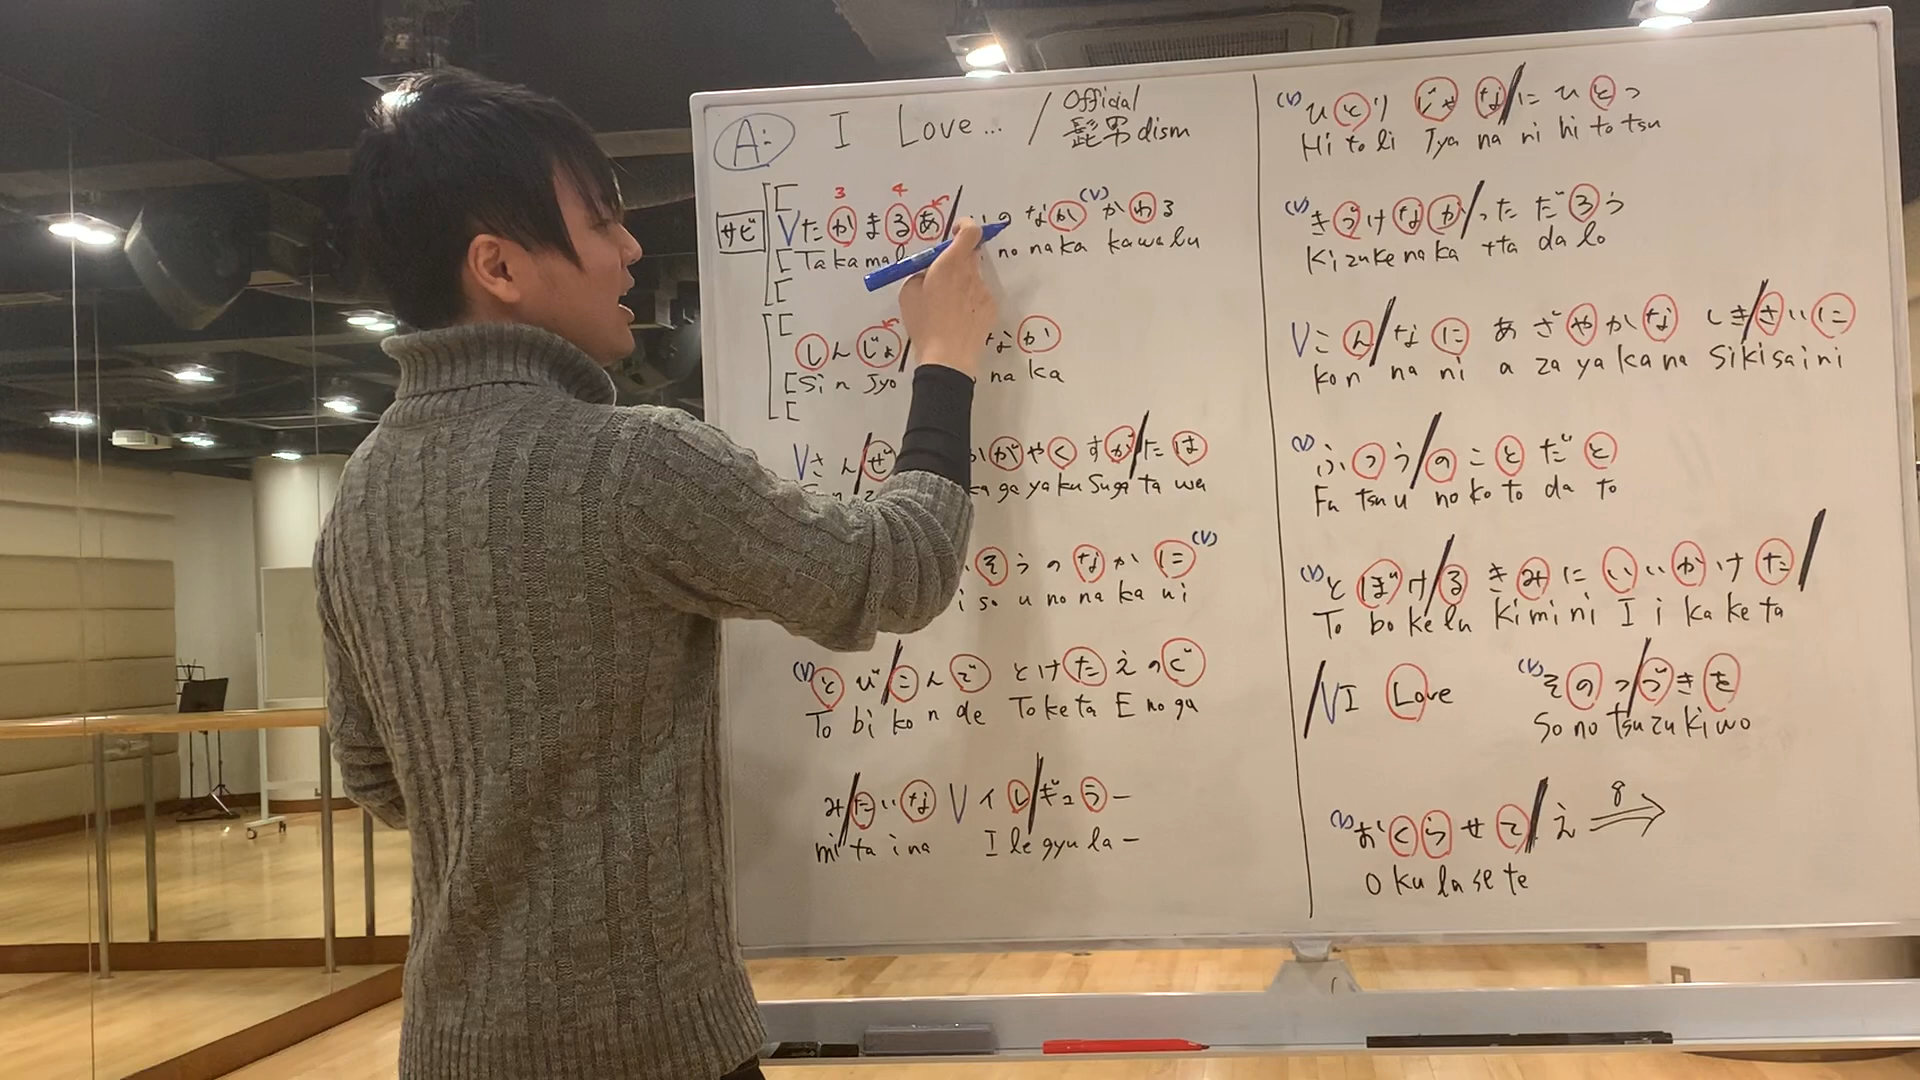 A: I Love... / Official
髭男dism
3 4
サビ V たかまるあ/ いの なか (V) かわる
Takamal no naka kawalu
しんじょ/ なか
Sin Jyo naka
V さん/ぜ かがやく すが/たは
kagayaku Suga ta wa
そうのなかに (V)
i so u no na ka ni
(V) とび/こんで とけたえのぐ
To bi ko n de To ke ta E no gu
み/たいな V イレ/ギュラー
mi ta i na I le gyu la ー
(V) ひとり じゃ な/に ひとつ
Hi to li Jya na ni hi to tsu
(V) きづけなか/った だろう
Ki zu ke na ka tta da lo
V こん/なに あざやかな しき/さいに
Kon na ni a za ya ka na Si ki sa i ni
(V) ふつう/のことだと
Fu tsu u no ko to da to
(V) とぼけ/る きみに いいかけた/
To bo ke lu Ki mi ni I i ka ke ta
/V I Love (V) そのつ/づきを
So no tsu zu ki wo
(V) おくらせて/え 8
O ku la se te